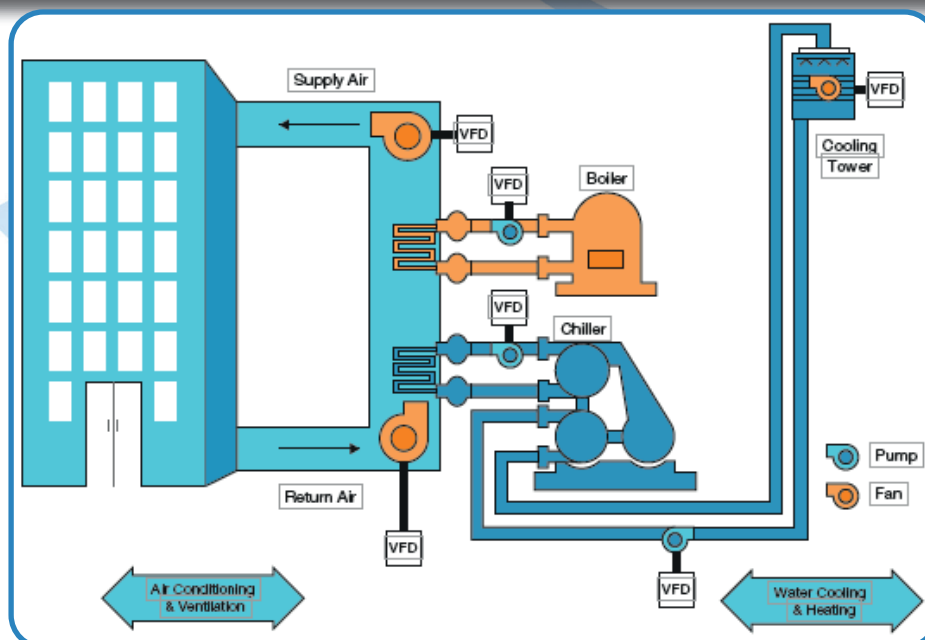 Supply Air
VFD
VFD
Boiler
VFD
Cooling
Tower
VFD
Chiller
Pump
Fan
Return Air
VFD
VFD
Air Conditioning
& Ventilation
Water Cooling
& Heating